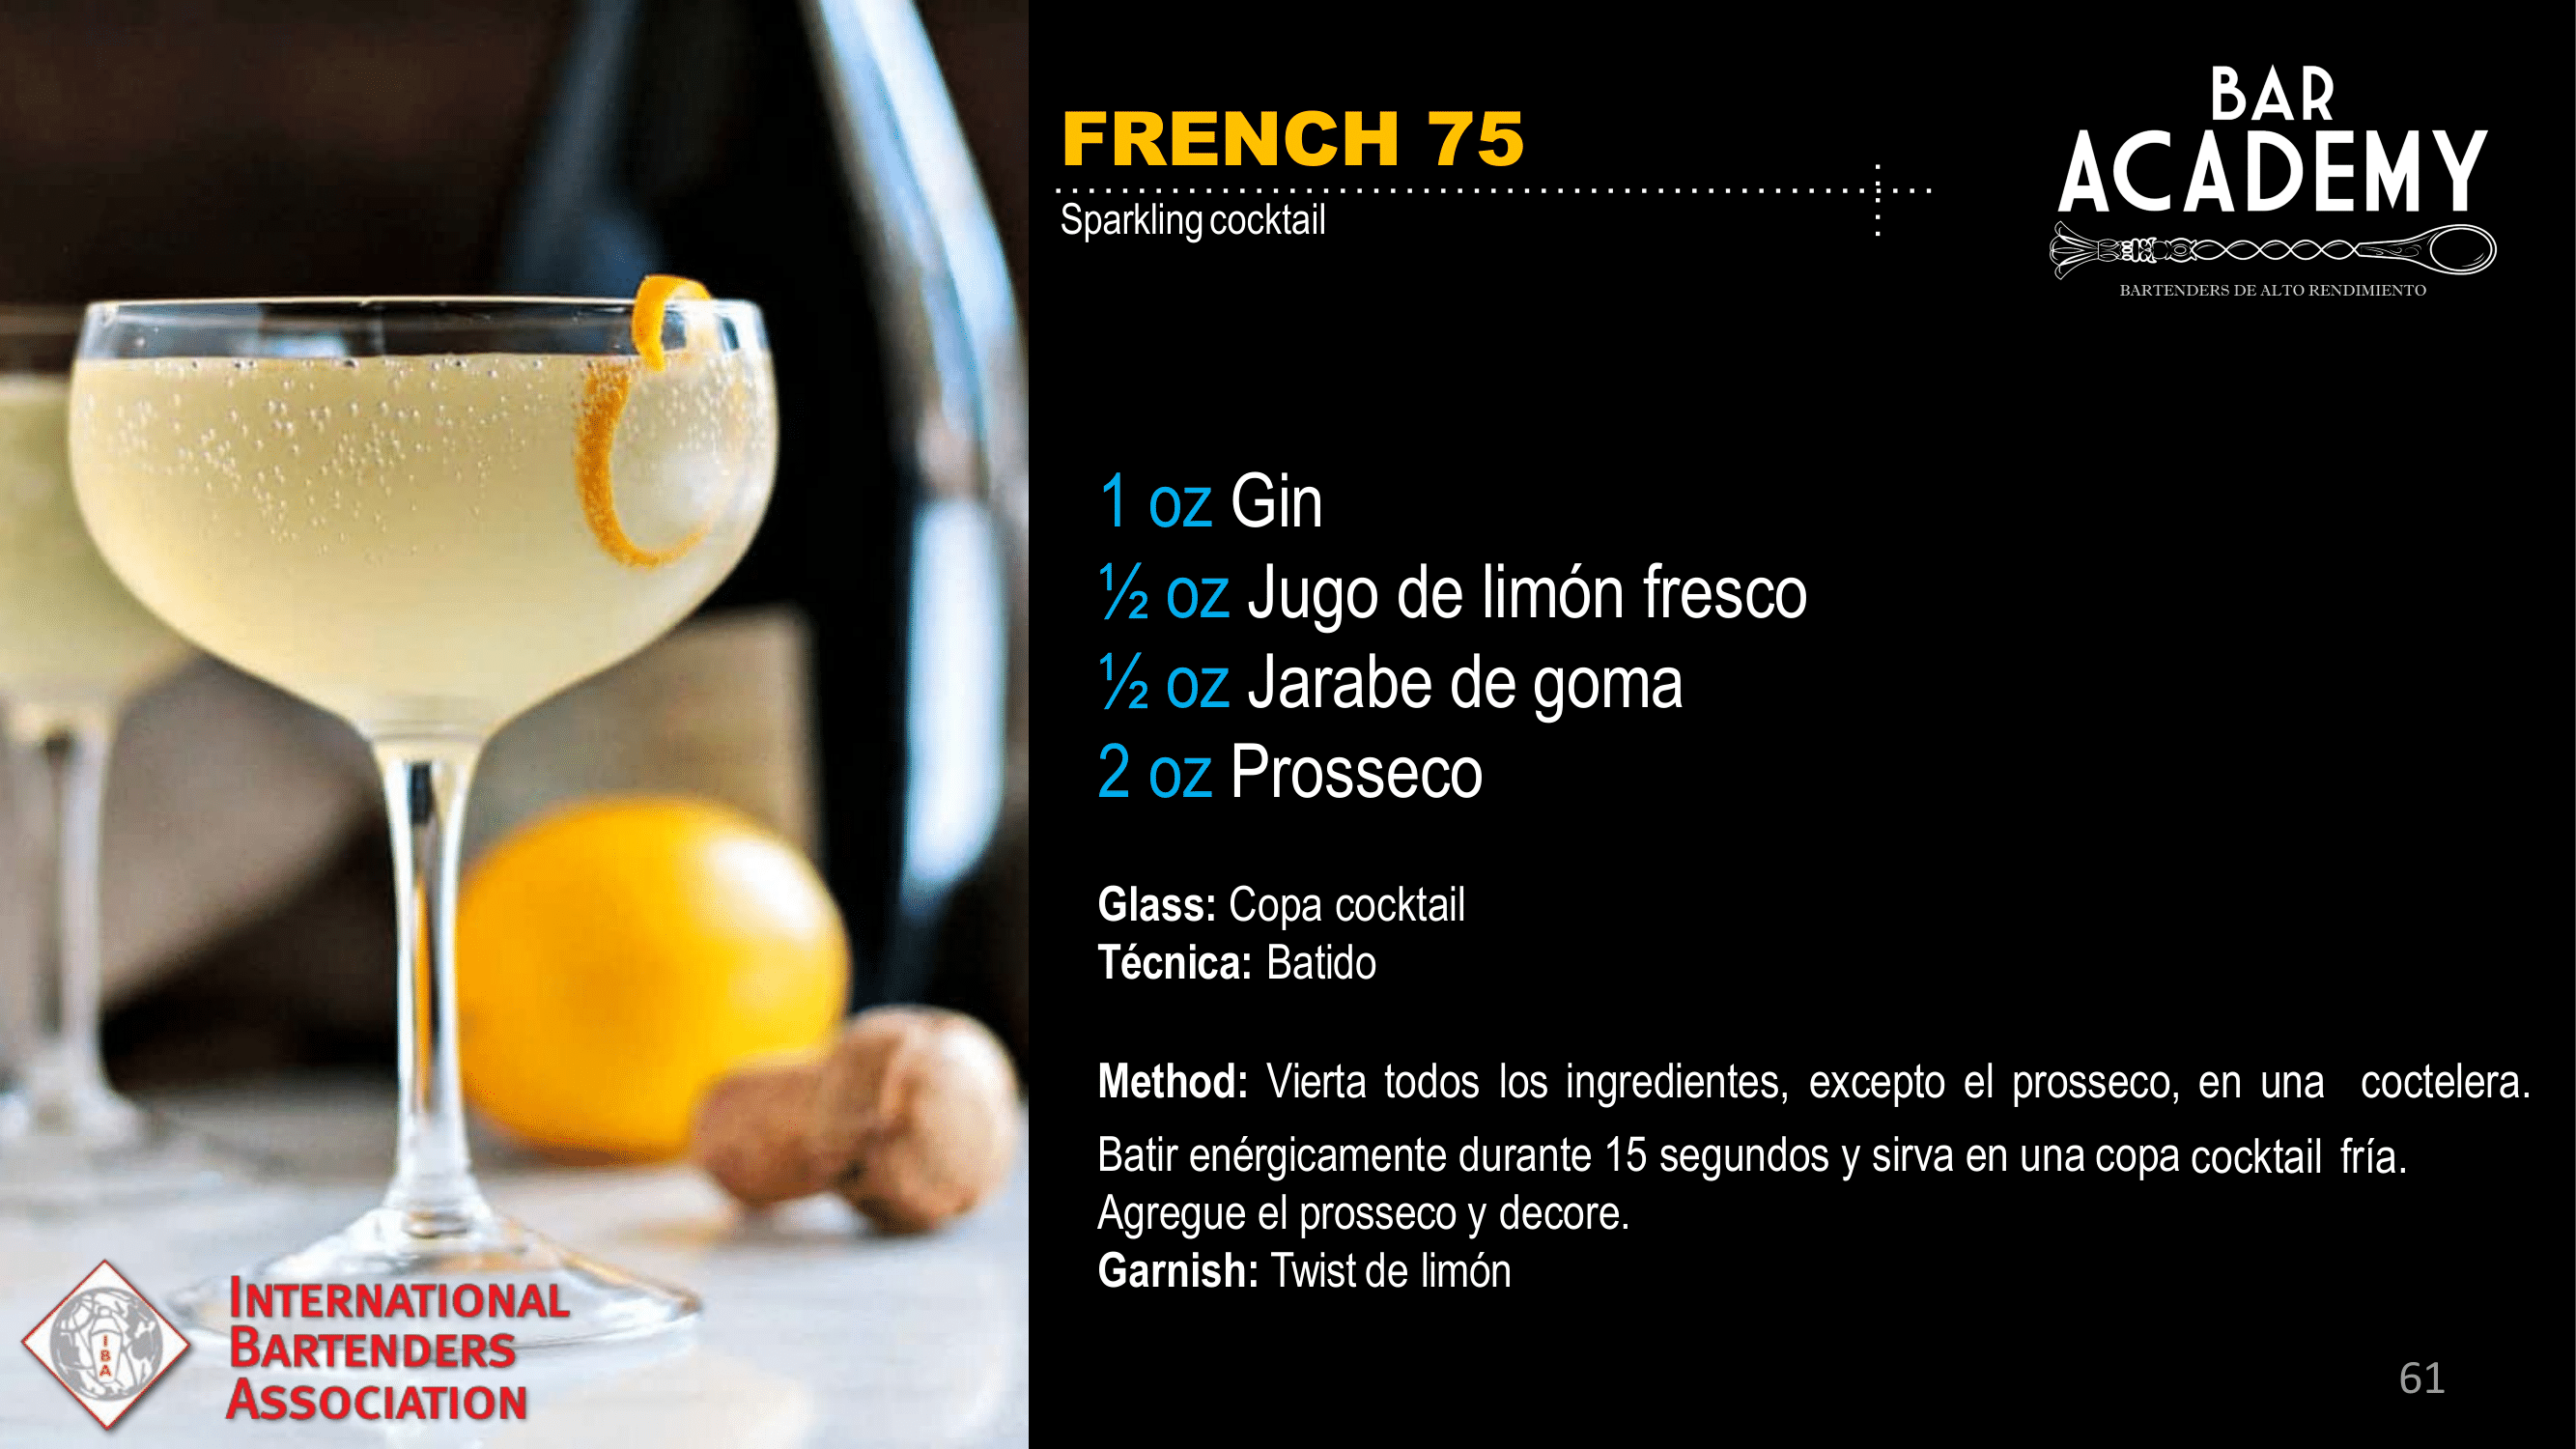 FRENCH 75
Sparkling cocktail
BAR
ACADEMY
BARTENDERS DE ALTO RENDIMIENTO
1 oz Gin
½ oz Jugo de limón fresco
½ oz Jarabe de goma
2 oz Prosseco
Glass: Copa cocktail
Técnica: Batido
Method: Vierta todos los ingredientes, excepto el prosseco, en una coctelera.
Batir enérgicamente durante 15 segundos y sirva en una copa cocktail fría.
Agregue el prosseco y decore.
Garnish: Twist de limón
IBA
INTERNATIONAL
BARTENDERS
ASSOCIATION
61